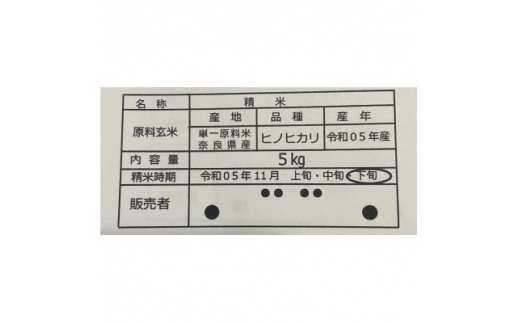 名称 精米
原料玄米 産地 品種 産年
単一原料米 ヒノヒカリ 令和05年産
奈良県産
内容量 5kg
精米時期 令和05年11月 上旬・中旬・下旬
販売者